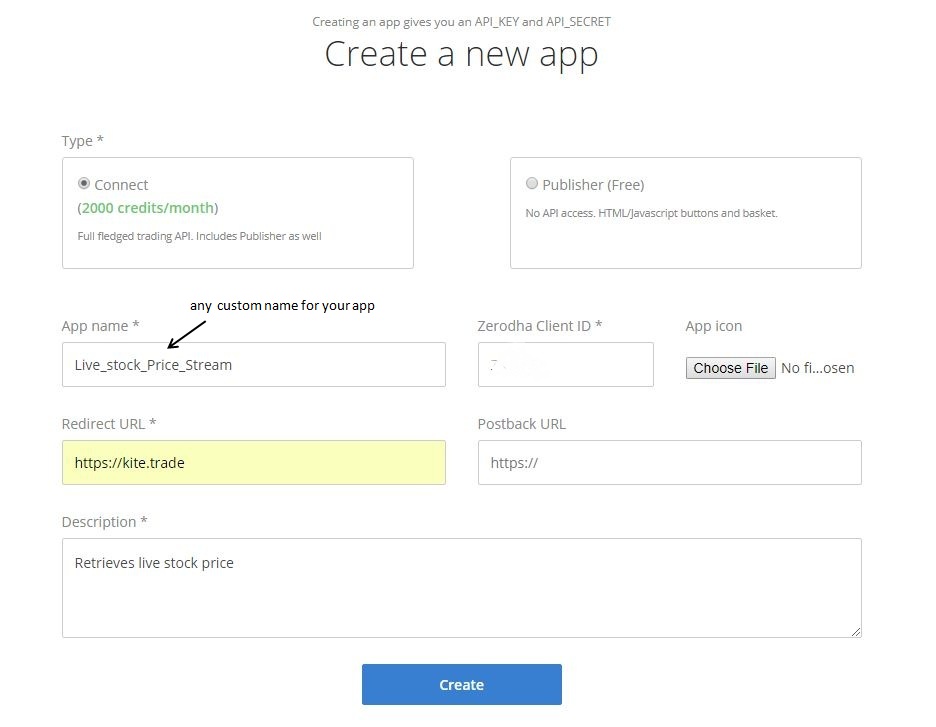 Creating an app gives you an API_KEY and API_SECRET
Create a new app
Type *
Connect
(2000 credits/month)
Full fledged trading API. Includes Publisher as well
Publisher (Free)
No API access. HTML/Javascript buttons and basket.
any custom name for your app
App name *
Live_stock_Price_Stream
Zerodha Client ID *
App icon
Choose File No fi...osen
Redirect URL *
https://kite.trade
Postback URL
https://
Description *
Retrieves live stock price
Create